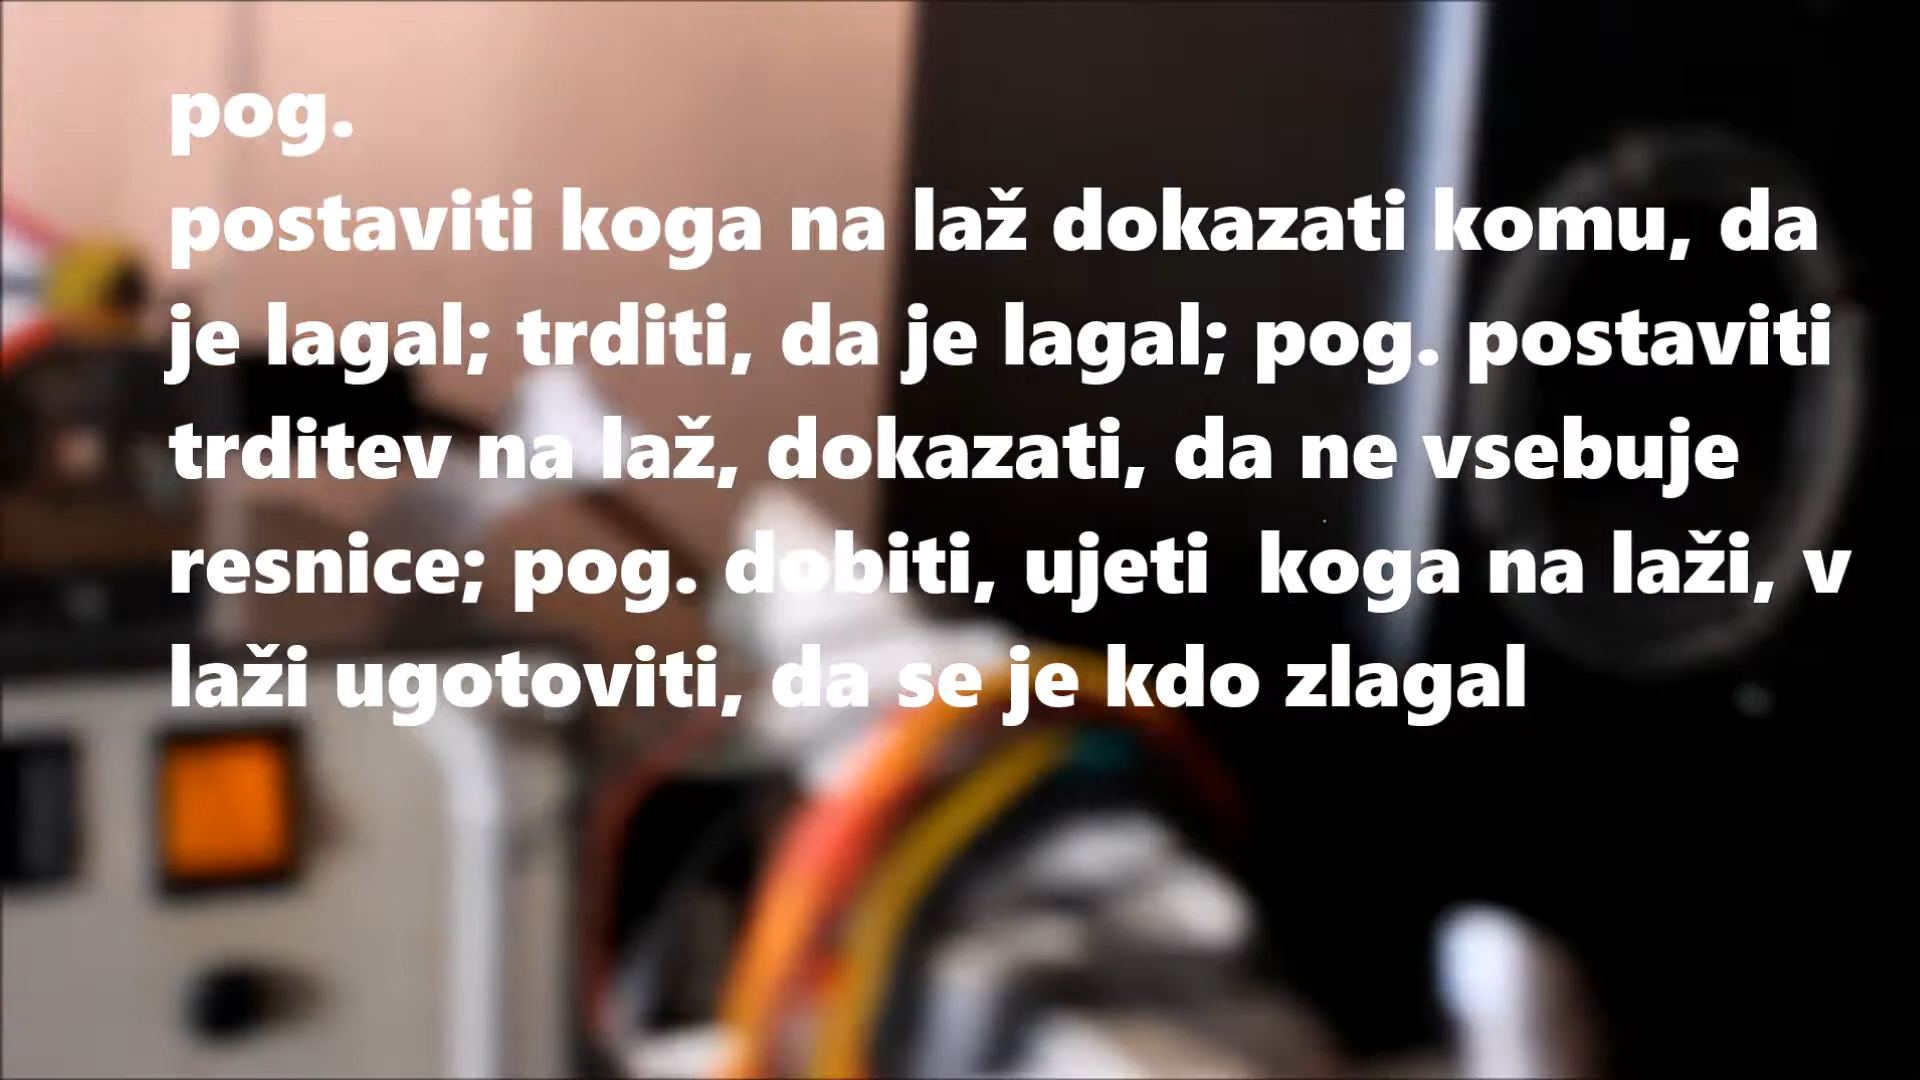 pog.
postaviti koga na laž dokazati komu, da
je lagal; trditi, da je lagal; pog. postaviti
trditev na laž, dokazati, da ne vsebuje
resnice; pog. dobiti, ujeti  koga na laži, v
laži ugotoviti, da se je kdo zlagal